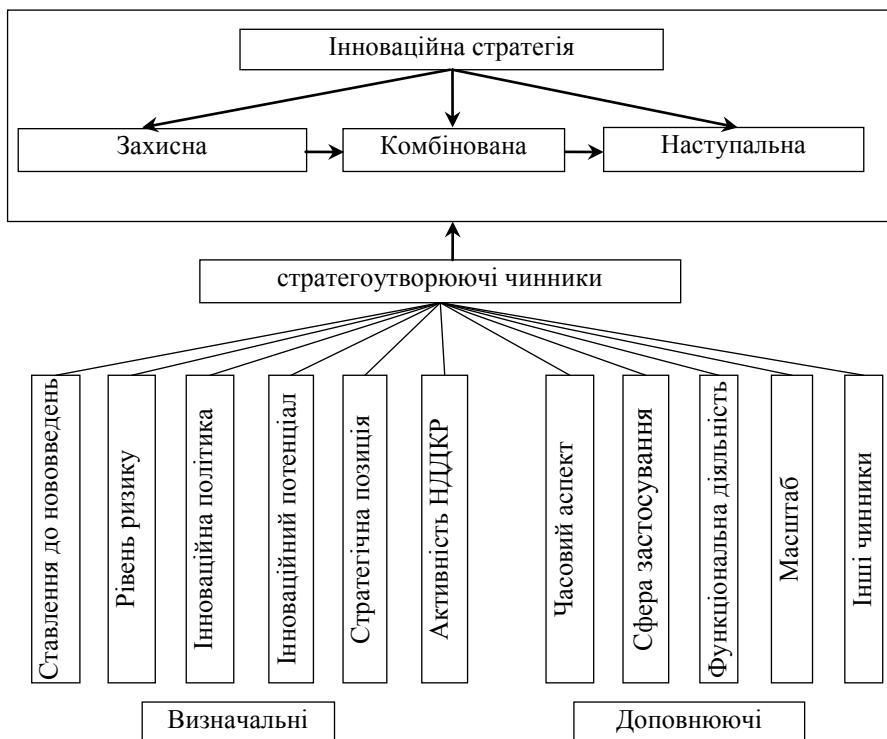 Інноваційна стратегія
Захисна
Комбінована
Наступальна
стратегоутворюючі чинники
Ставлення до нововведень
Рівень ризику
Інноваційна політика
Інноваційний потенціал
Стратегічна позиція
Активність НДДКР
Часовий аспект
Сфера застосування
Функціональна діяльність
Масштаб
Інші чинники
Визначальні
Доповнюючі